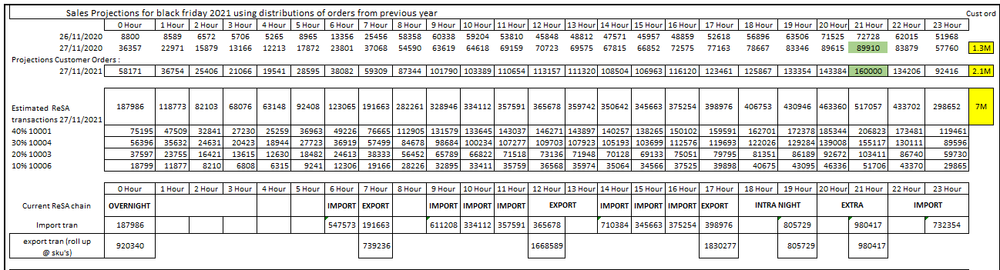 Sales Projections for black friday 2021 using distributions of orders from previous year Cust ord
0 Hour 1 Hour 2 Hour 3 Hour 4 Hour 5 Hour 6 Hour 7 Hour 8 Hour 9 Hour 10 Hour 11 Hour 12 Hour 13 Hour 14 Hour 15 Hour 16 Hour 17 Hour 18 Hour 19 Hour 20 Hour 21 Hour 22 Hour 23 Hour
26/11/2020 8800 8589 6572 5706 5265 8965 13356 25456 58358 60338 59204 53810 45848 48812 47571 45957 48859 52618 56896 63506 71525 72728 62015 51968
27/11/2020 36357 22971 15879 13166 12213 17872 23801 37068 54590 63619 64618 69159 70723 69575 67815 66852 72575 77163 78667 83346 89615 89910 83879 57760 1.3M
Projections Customer Orders :
27/11/2021 58171 36754 25406 21066 19541 28595 38082 59309 87344 101790 103389 110654 113157 111320 108504 106963 116120 123461 125867 133354 143384 160000 134206 92416 2.1M
Estimated ReSA
transactions 27/11/2021 187986 118773 82103 68076 63148 92408 123065 191663 282261 328946 334112 357591 365678 359742 350642 345663 375254 398976 406753 430946 463360 517057 433702 298652 7M
40% 10001 75195 47509 32841 27230 25259 36963 49226 76665 112905 131579 133645 143037 146271 143897 140257 138265 150102 159591 162701 172378 185344 206823 173481 119461
30% 10004 56396 35632 24631 20423 18944 27723 36919 57499 84678 98684 100234 107277 109703 107923 105193 103699 112576 119693 122026 129284 139008 155117 130111 89596
20% 10003 37597 23755 16421 13615 12630 18482 24613 38333 56452 65789 66822 71518 73136 71948 70128 69133 75051 79795 81351 86189 92672 103411 86740 59730
10% 10006 18799 11877 8210 6808 6315 9241 12306 19166 28226 32895 33411 35759 36568 35974 35064 34566 37525 39898 40675 43095 46336 51706 43370 29865
0 Hour 1 Hour 2 Hour 3 Hour 4 Hour 5 Hour 6 Hour 7 Hour 8 Hour 9 Hour 10 Hour 11 Hour 12 Hour 13 Hour 14 Hour 15 Hour 16 Hour 17 Hour 18 Hour 19 Hour 20 Hour 21 Hour 22 Hour 23 Hour
Current ReSA chain OVERNIGHT IMPORT EXPORT IMPORT IMPORT IMPORT EXPORT IMPORT IMPORT IMPORT EXPORT INTRA NIGHT EXTRA IMPORT
Import tran 187986 547573 191663 611208 334112 357591 365678 710384 345663 375254 398976 805729 980417 732354
export tran (roll up
@ sku's) 920340 739236 1668589 1830277 805729 980417